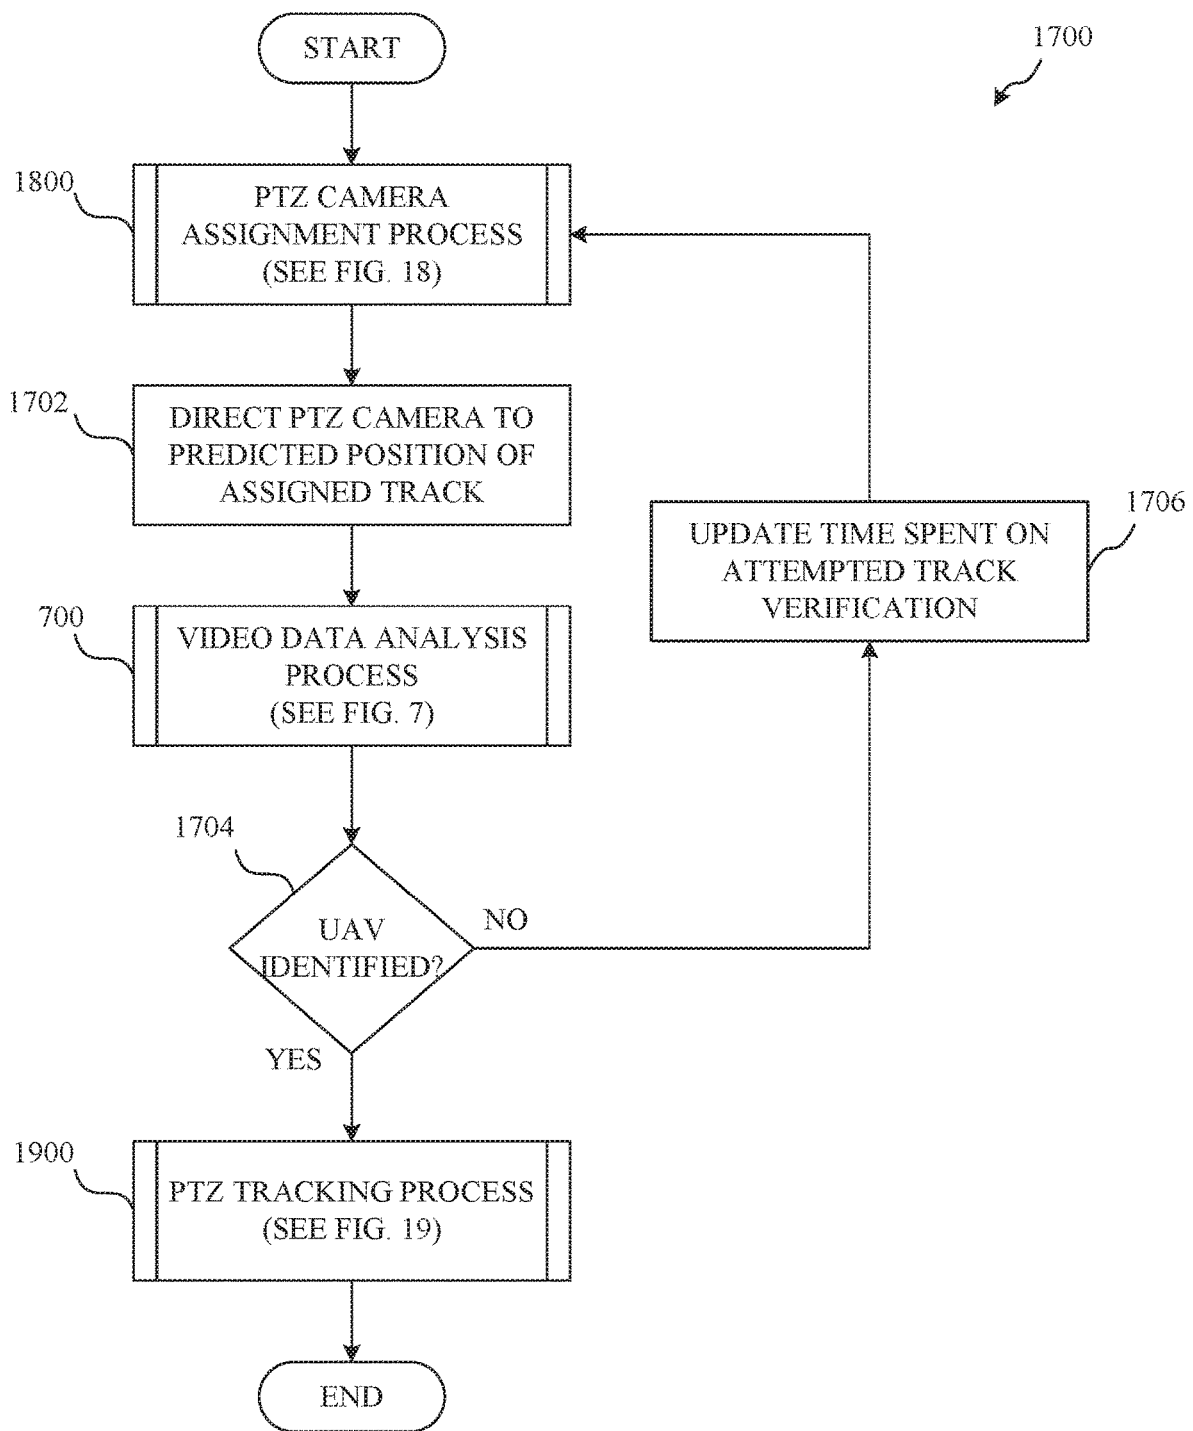 START
1700
1800
PTZ CAMERA
ASSIGNMENT PROCESS
(SEE FIG. 18)
1702
DIRECT PTZ CAMERA TO
PREDICTED POSITION OF
ASSIGNED TRACK
1706
UPDATE TIME SPENT ON
ATTEMPTED TRACK
VERIFICATION
700
VIDEO DATA ANALYSIS
PROCESS
(SEE FIG. 7)
1704
UAV
IDENTIFIED?
NO
YES
1900
PTZ TRACKING PROCESS
(SEE FIG. 19)
END